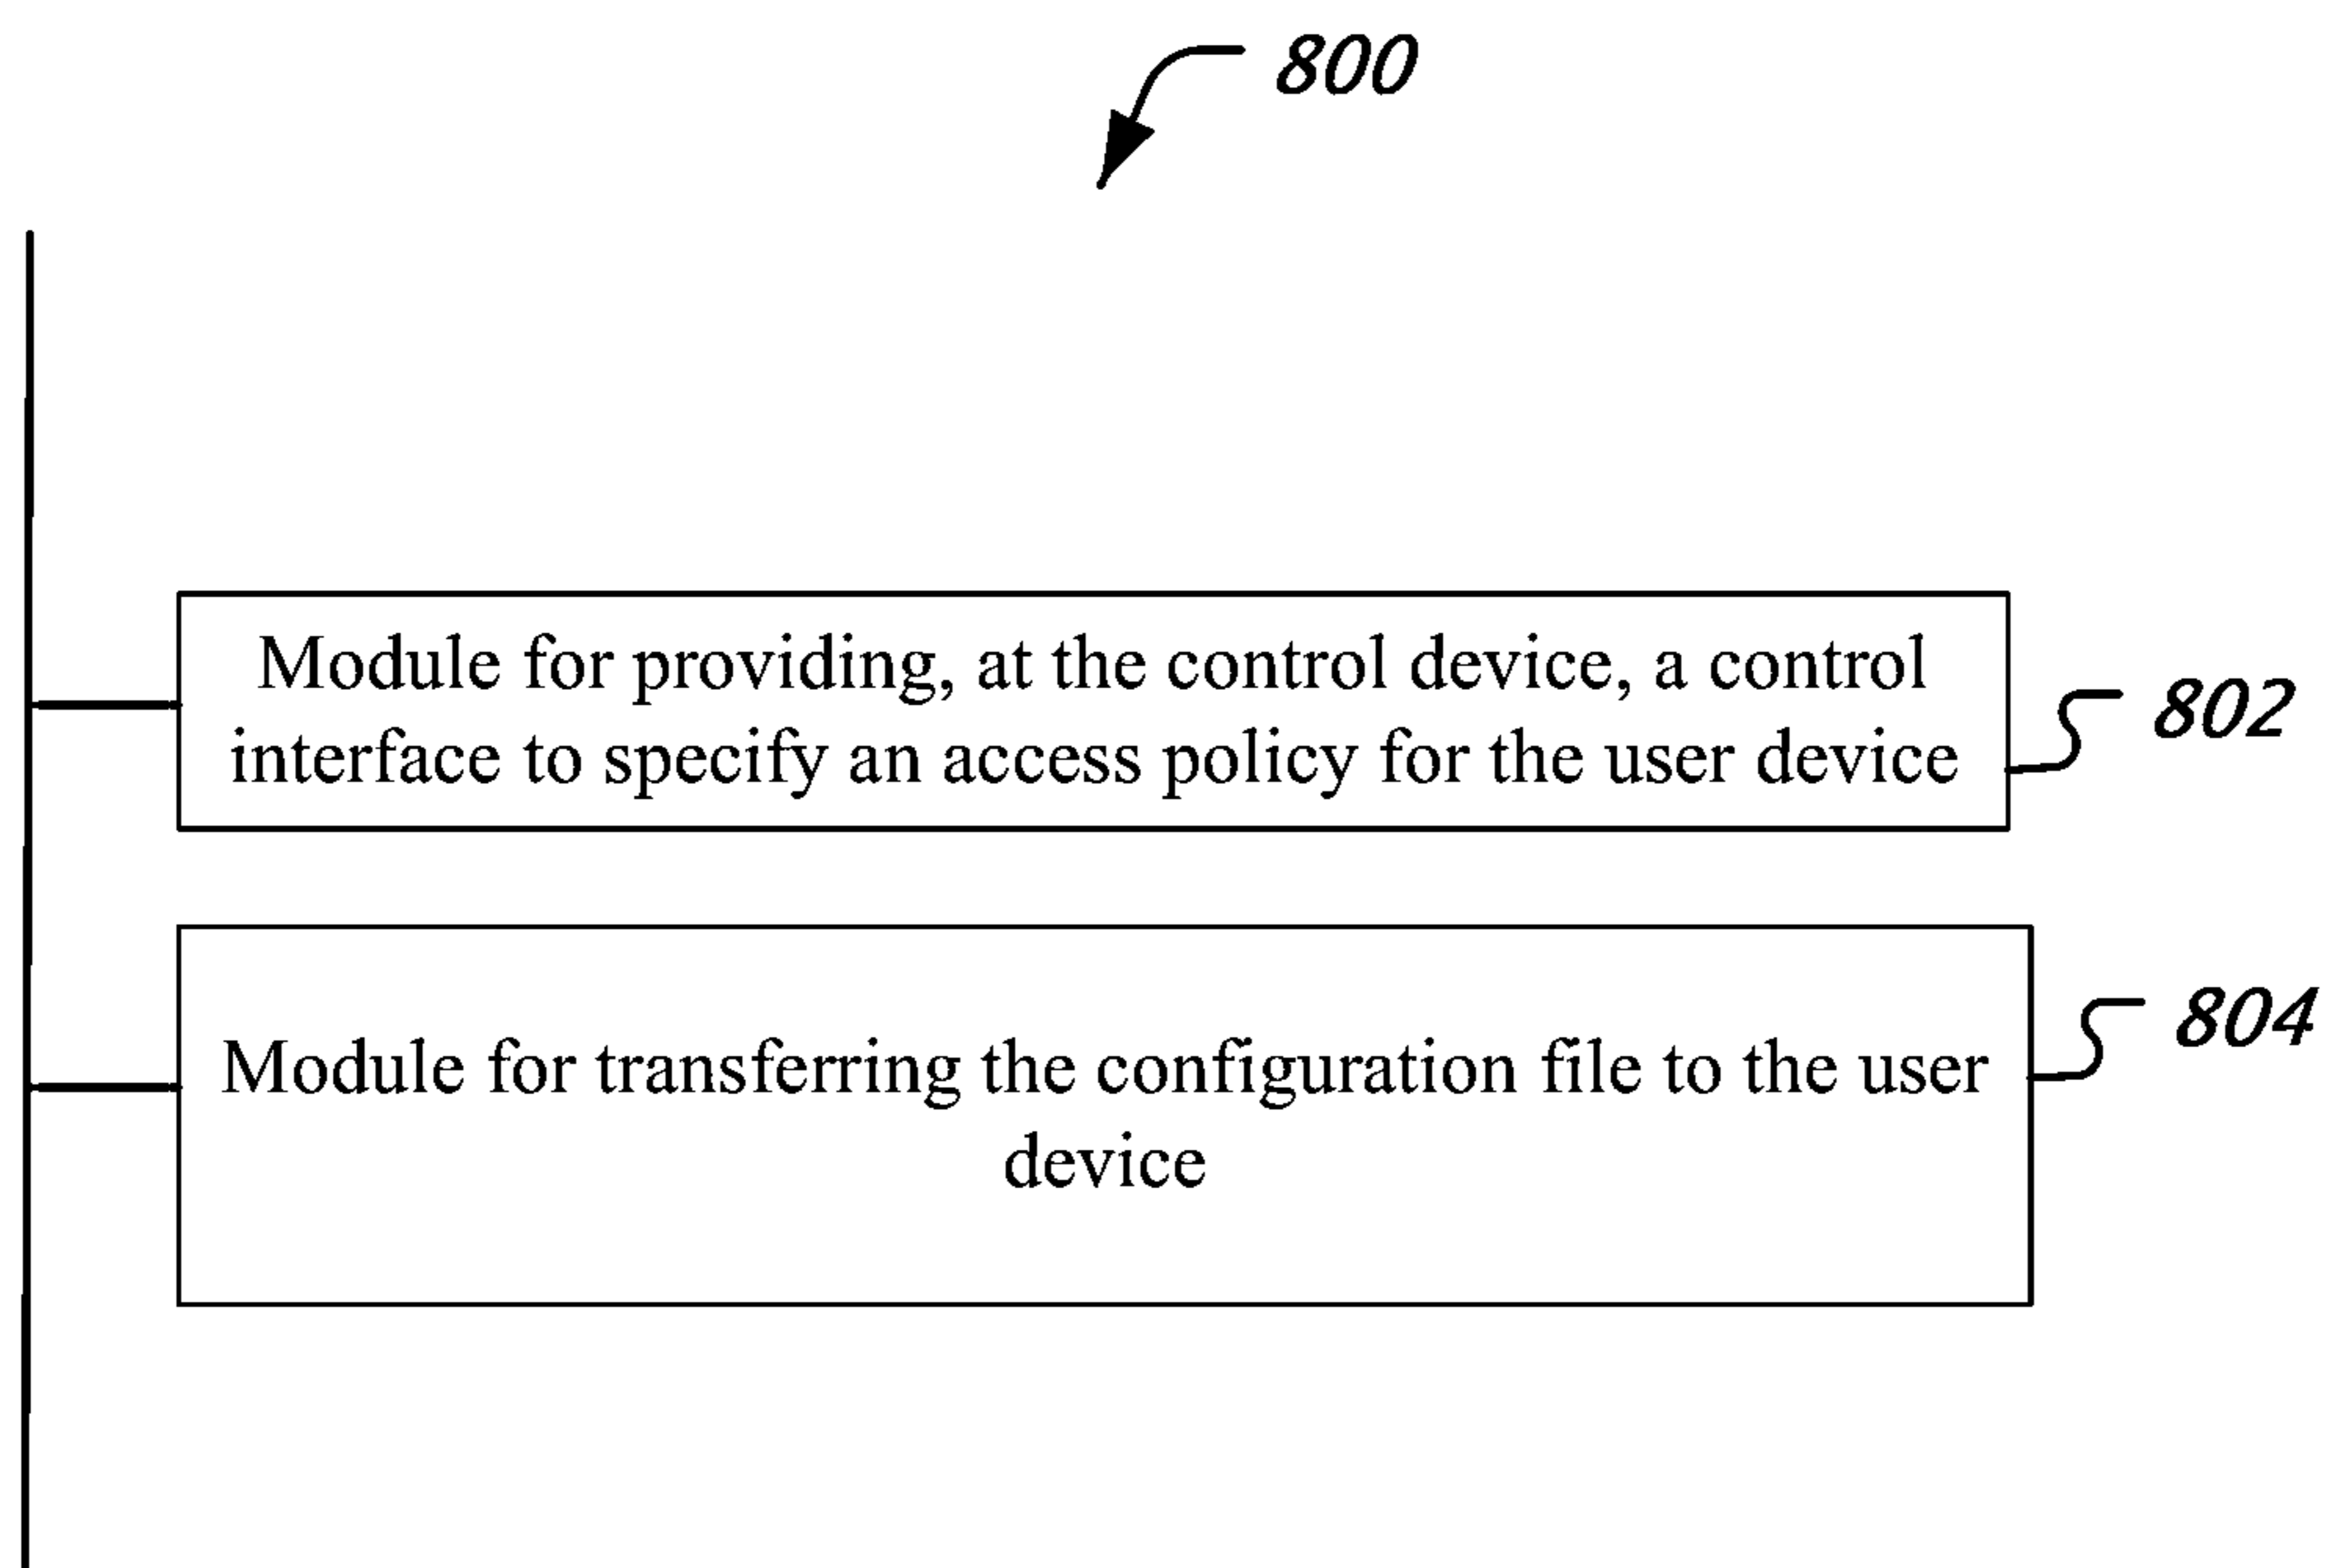 800
Module for providing, at the control device, a control
interface to specify an access policy for the user device
802
Module for transferring the configuration file to the user
device
804